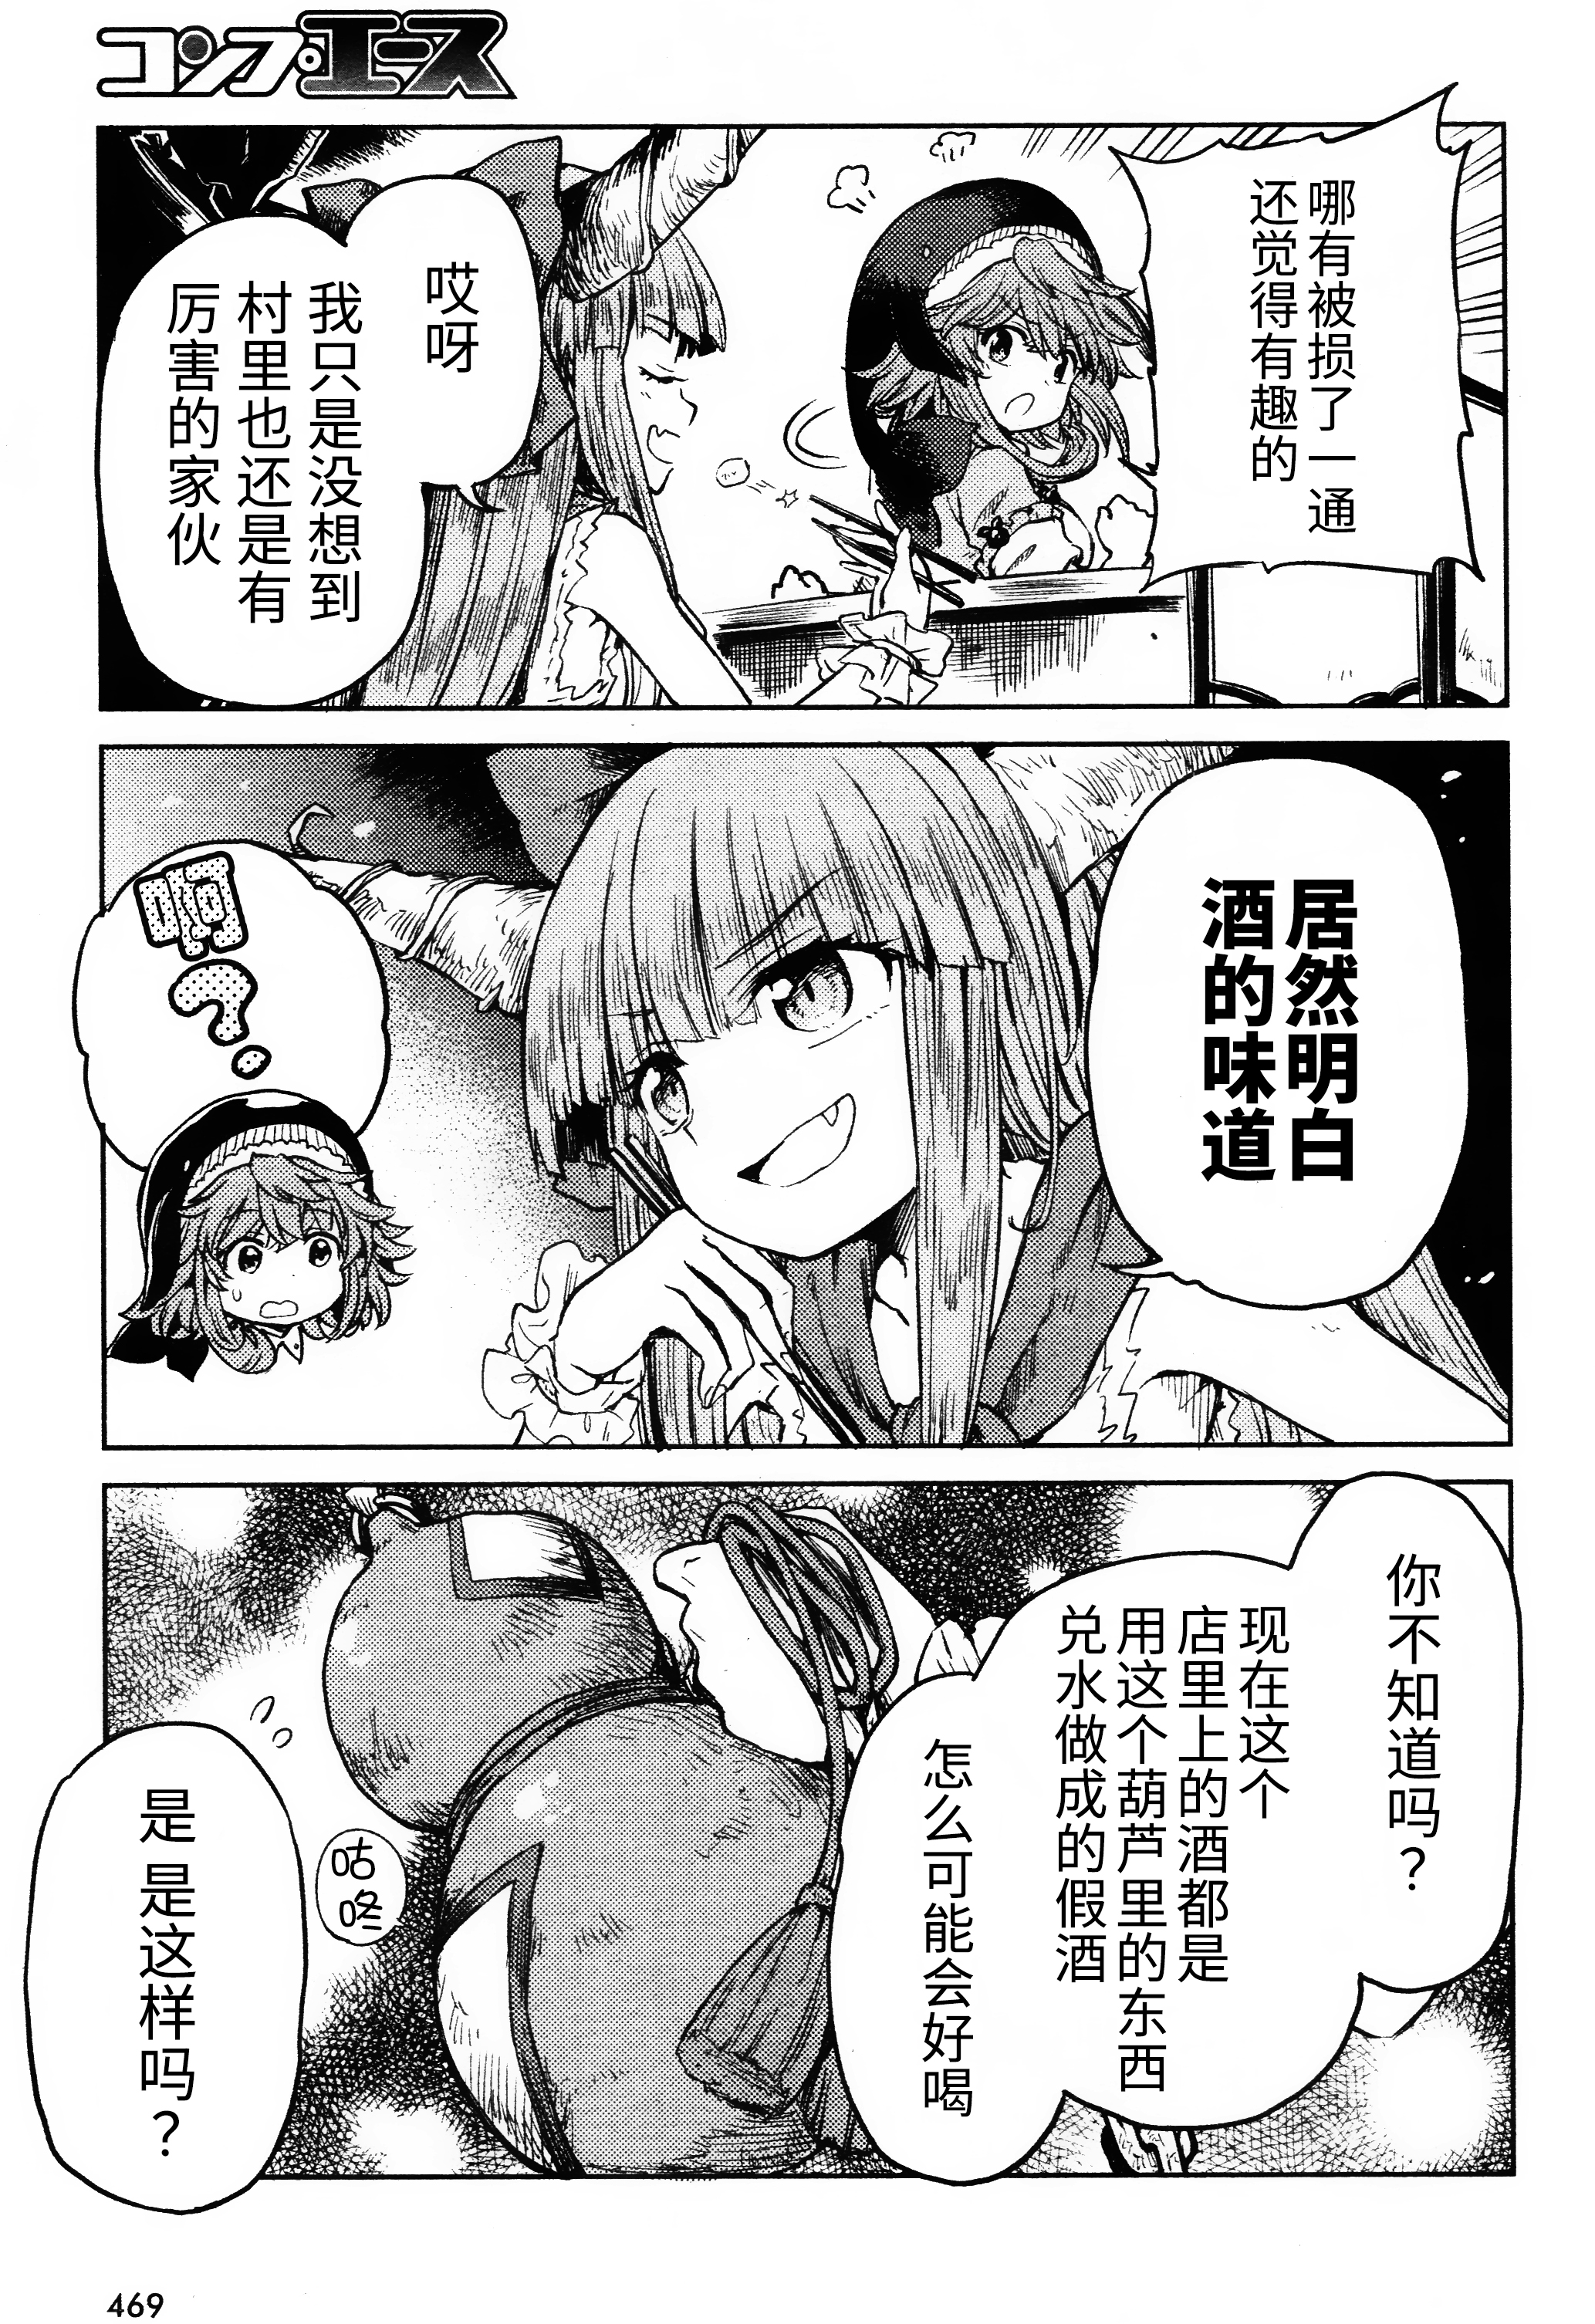 コンプエース
哪有被损了一通
还觉得有趣的
哎呀
我只是没想到
村里也还是有
厉害的家伙
居然明白
酒的味道
啊？
你不知道吗？
现在这个
店里上的酒都是
用这个葫芦里的东西
兑水做成的假酒
怎么可能会好喝
咕咚
是 是这样吗？
469